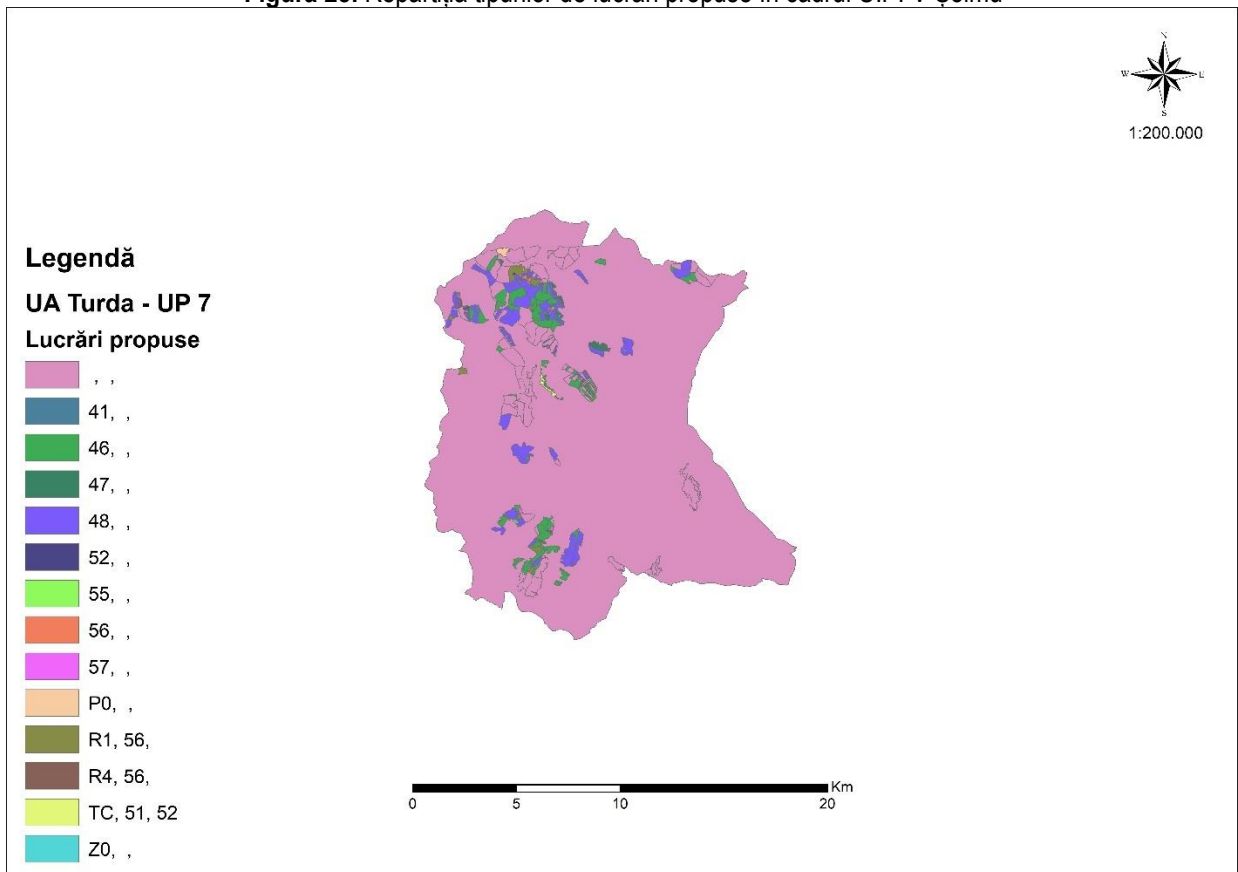 N
W
E
S
1:200.000
Legendă
UA Turda - UP 7
Lucrări propuse
, ,
41, ,
46, ,
47, ,
48, ,
52, ,
55, ,
56, ,
57, ,
P0, ,
R1, 56,
R4, 56,
TC, 51, 52
Z0, ,
Km
0 5 10 20